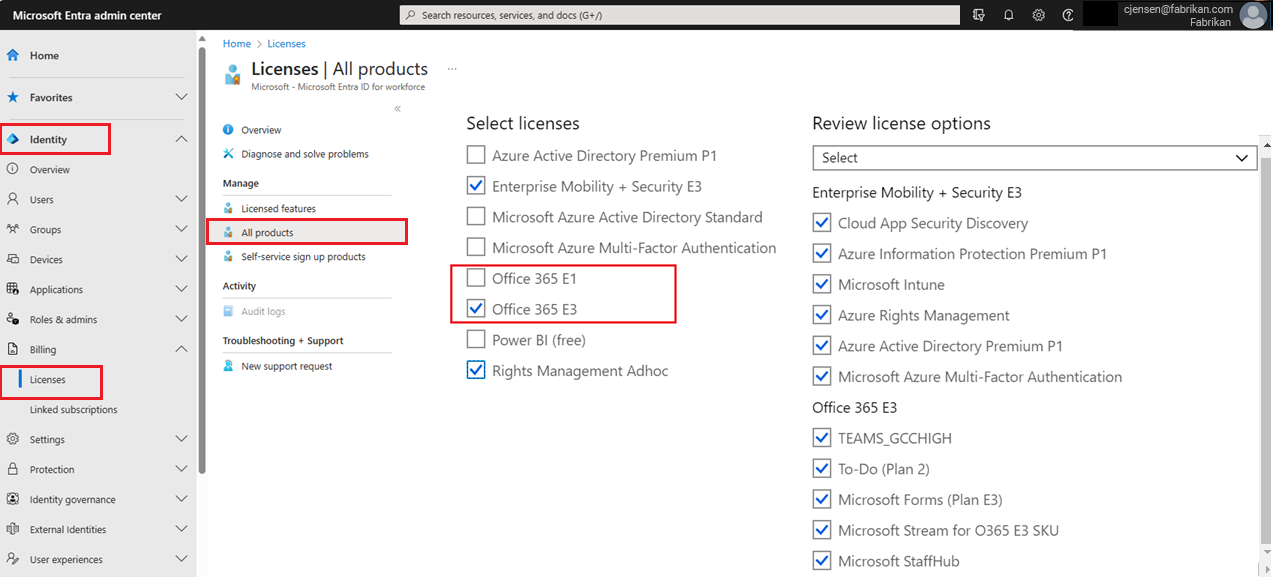 Microsoft Entra admin center
Search resources, services, and docs (G+/)
cjensen@fabrikan.com
Fabrikan
Home
Favorites
Identity
Overview
Users
Groups
Devices
Applications
Roles & admins
Billing
Licenses
Linked subscriptions
Settings
Protection
Identity governance
External Identities
User experiences
Home > Licenses
Licenses | All products ...
Microsoft - Microsoft Entra ID for workforce
«
Overview
Diagnose and solve problems
Manage
Licensed features
All products
Self-service sign up products
Activity
Audit logs
Troubleshooting + Support
New support request
Select licenses
Azure Active Directory Premium P1
Enterprise Mobility + Security E3
Microsoft Azure Active Directory Standard
Microsoft Azure Multi-Factor Authentication
Office 365 E1
Office 365 E3
Power BI (free)
Rights Management Adhoc
Review license options
Select
Enterprise Mobility + Security E3
Cloud App Security Discovery
Azure Information Protection Premium P1
Microsoft Intune
Azure Rights Management
Azure Active Directory Premium P1
Microsoft Azure Multi-Factor Authentication
Office 365 E3
TEAMS_GCCHIGH
To-Do (Plan 2)
Microsoft Forms (Plan E3)
Microsoft Stream for O365 E3 SKU
Microsoft StaffHub